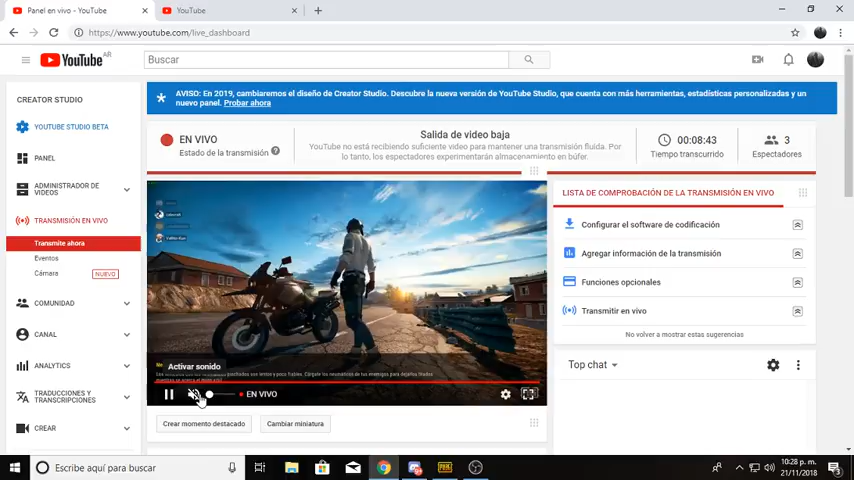 Panel en vivo - YouTube
YouTube
https://www.youtube.com/live_dashboard
YouTube AR
Buscar
CREATOR STUDIO
YOUTUBE STUDIO BETA
PANEL
ADMINISTRADOR DE
VIDEOS
TRANSMISIÓN EN VIVO
Transmite ahora
Eventos
Cámara
NUEVO
COMUNIDAD
CANAL
ANALYTICS
TRADUCCIONES Y
TRANSCRIPCIONES
CREAR
AVISO: En 2019, cambiaremos el diseño de Creator Studio. Descubre la nueva versión de YouTube Studio, que cuenta con más herramientas, estadísticas personalizadas y un
nuevo panel. Probar ahora
EN VIVO
Estado de la transmisión
Salida de video baja
YouTube no está recibiendo suficiente video para mantener una transmisión fluida. Por
lo tanto, los espectadores experimentarán almacenamiento en búfer.
00:08:43
Tiempo transcurrido
3
Espectadores
Activar sonido
EN VIVO
Crear momento destacado
Cambiar miniatura
LISTA DE COMPROBACIÓN DE LA TRANSMISIÓN EN VIVO
Configurar el software de codificación
Agregar información de la transmisión
Funciones opcionales
Transmitir en vivo
No volver a mostrar estas sugerencias
Top chat
Escribe aquí para buscar
10:28 p. m.
21/11/2018